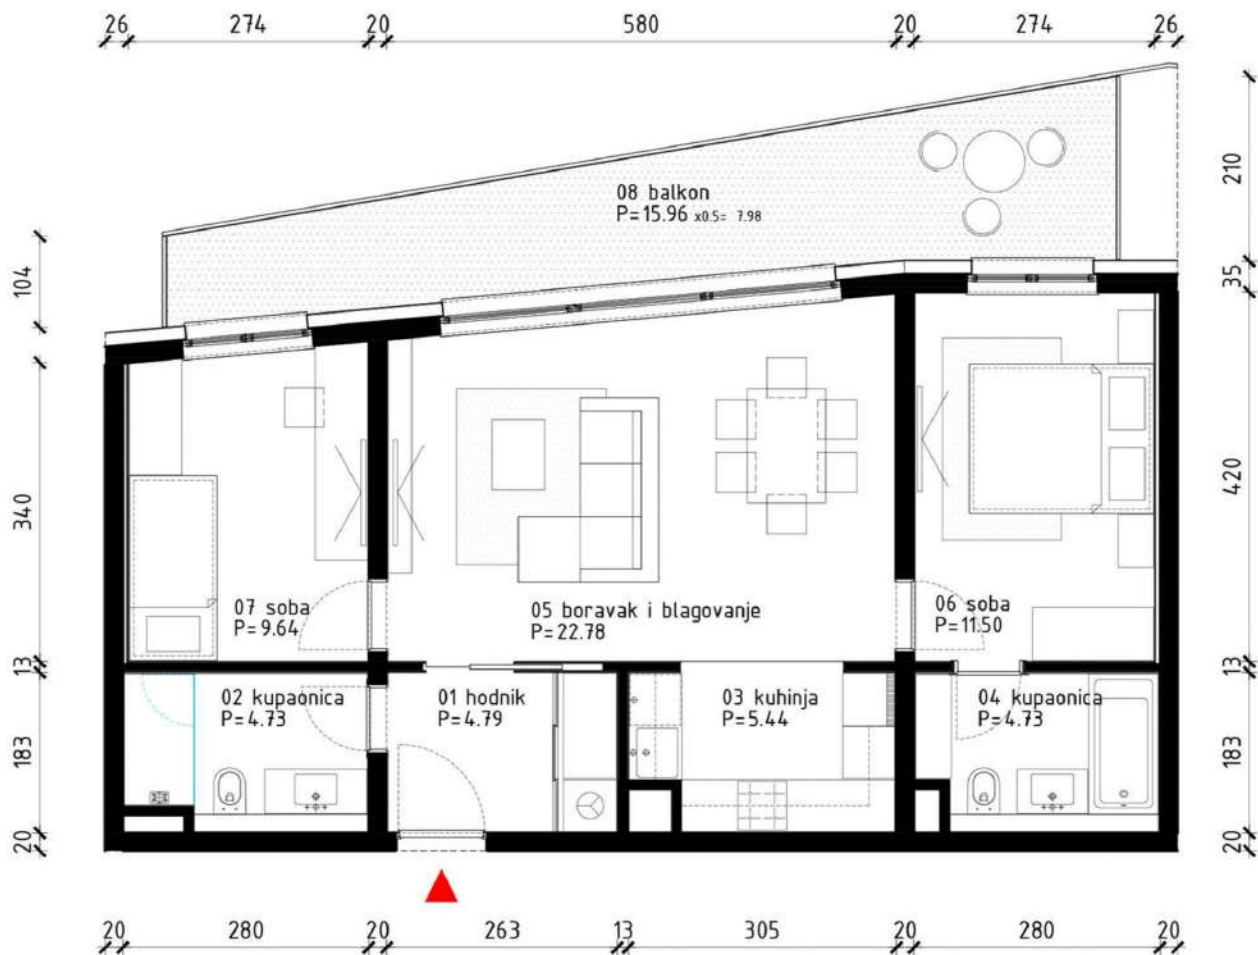 26 274 20 580 20 274 26
08 balkon
P=15.96 x0.5= 7.98
104
210
35
340
420
07 soba
P=9.64
05 boravak i blagovanje
P=22.78
06 soba
P=11.50
13
13
02 kupaonica
P=4.73
01 hodnik
P=4.79
03 kuhinja
P=5.44
04 kupaonica
P=4.73
183
183
20
20
20 280 20 263 13 305 20 280 20